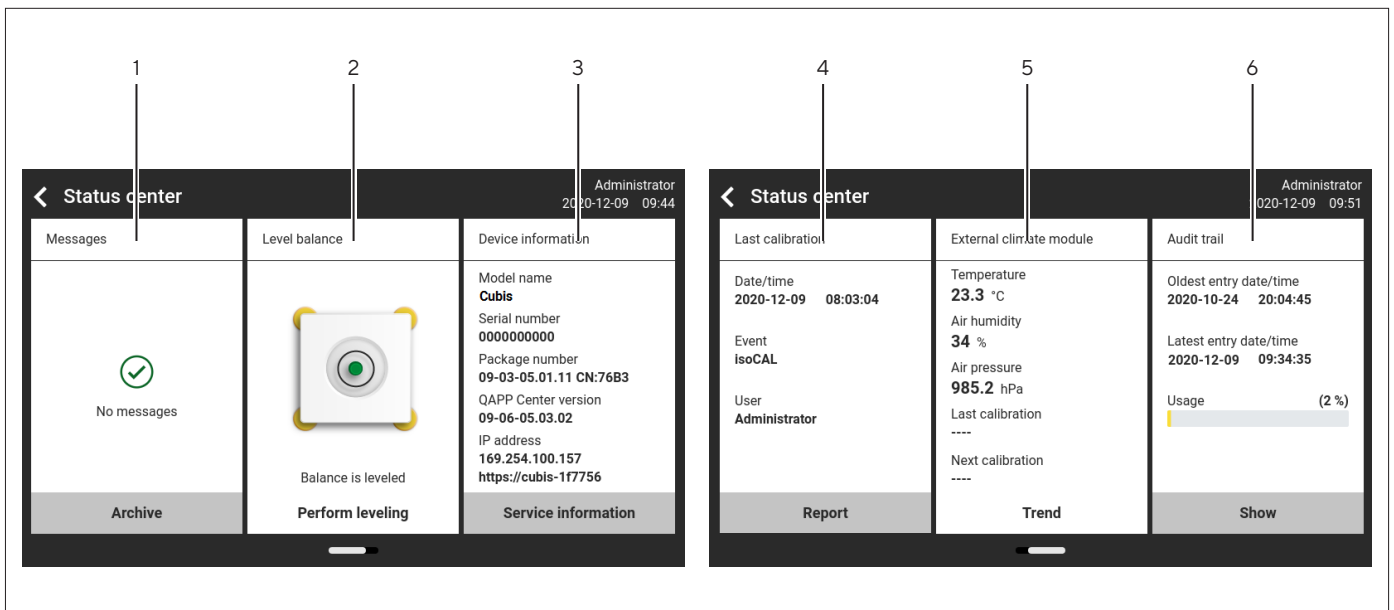 1
2
3
4
5
6
Status center
Administrator
2020-12-09 09:44
Messages
No messages
Archive
Level balance
Balance is leveled
Perform leveling
Device information
Model name
Cubis
Serial number
0000000000
Package number
09-03-05.01.11 CN:76B3
QAPP Center version
09-06-05.03.02
IP address
169.254.100.157
https://cubis-1f7756
Service information
Status center
Administrator
2020-12-09 09:51
Last calibration
Date/time
2020-12-09 08:03:04
Event
isoCAL
User
Administrator
Report
External climate module
Temperature
23.3 °C
Air humidity
34 %
Air pressure
985.2 hPa
Last calibration
----
Next calibration
----
Trend
Audit trail
Oldest entry date/time
2020-10-24 20:04:45
Latest entry date/time
2020-12-09 09:34:35
Usage (2 %)
Show